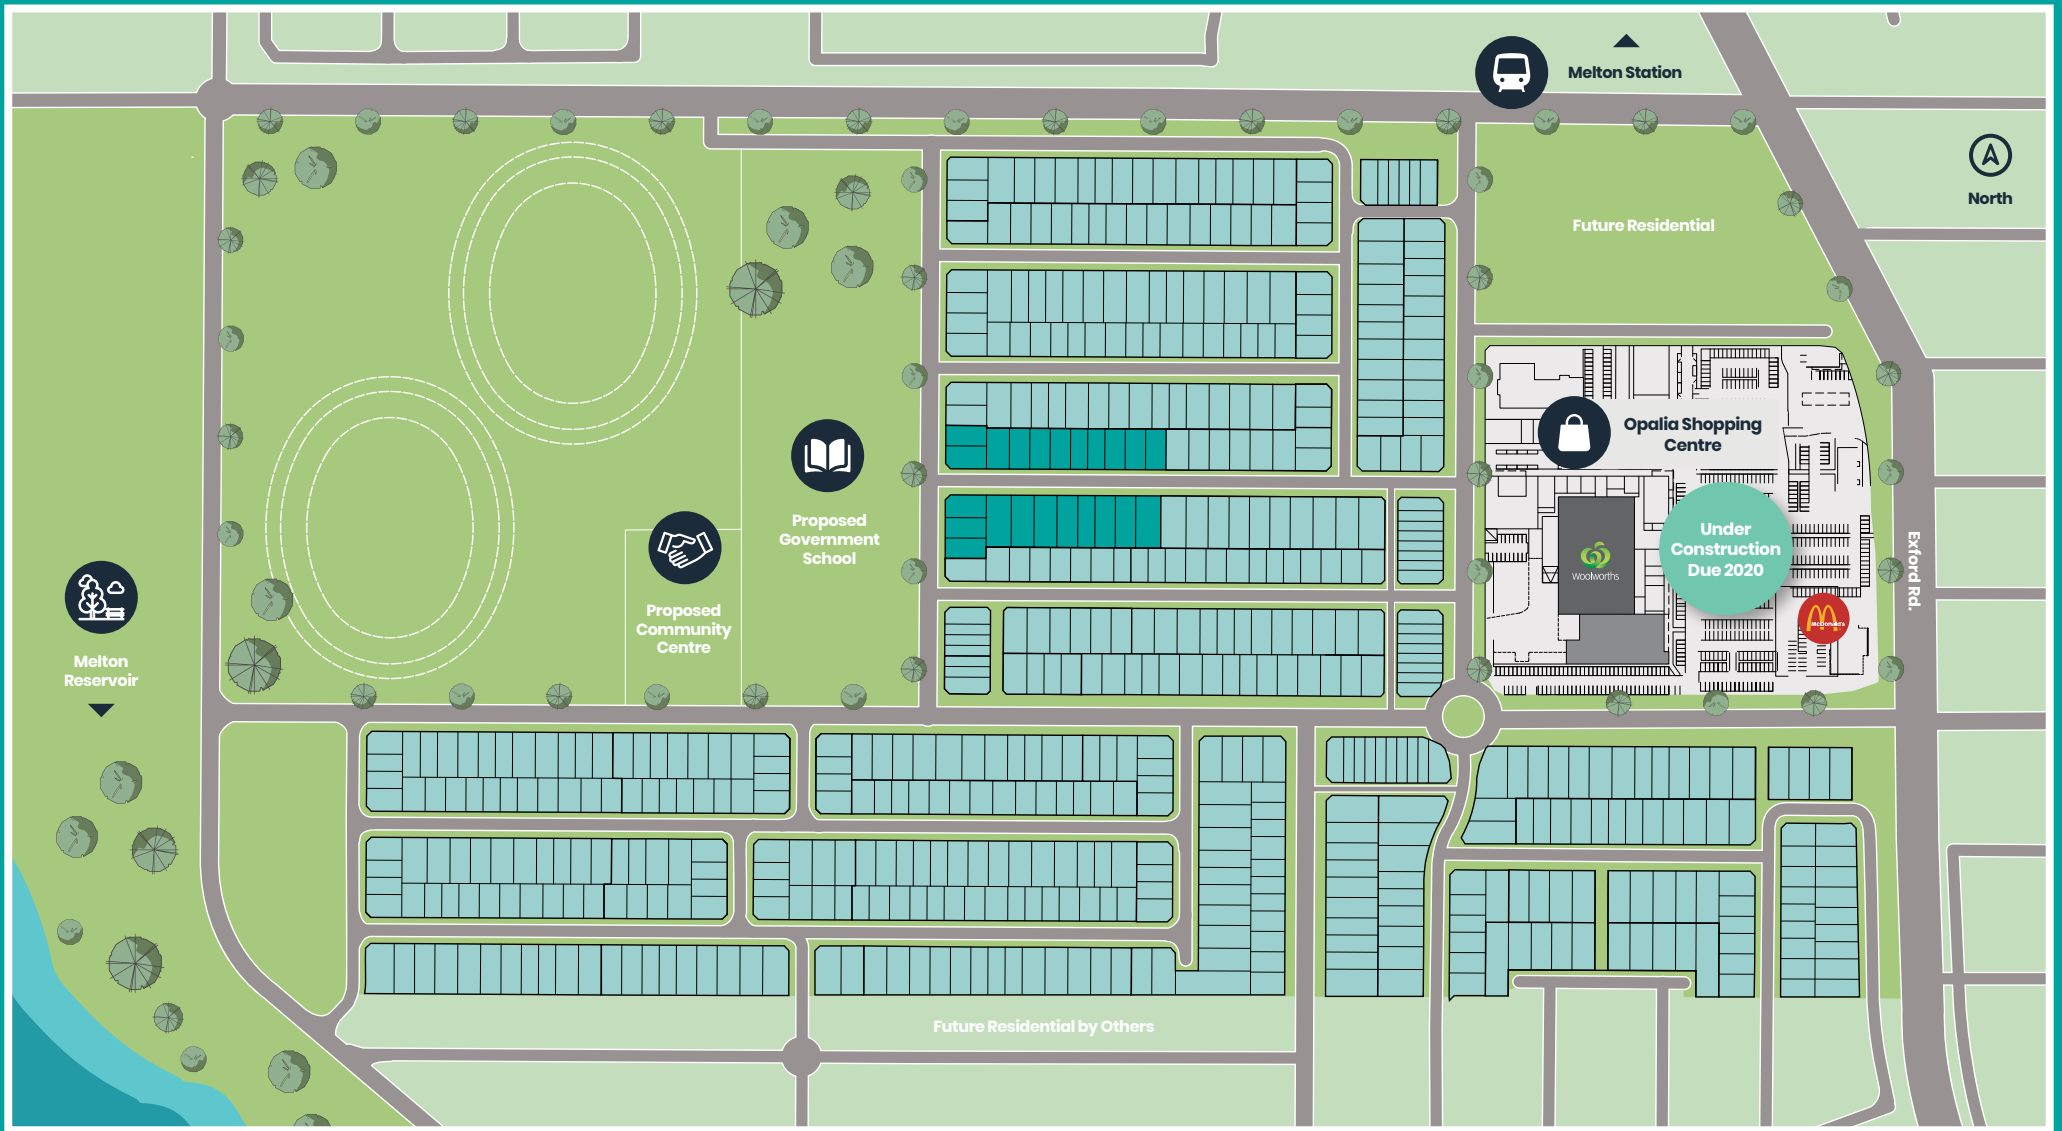 Melton Station
North
Future Residential
Opalia Shopping
Centre
Proposed
Government
School
Under
Construction
Due 2020
woolworths
Exford Rd.
McDonald's
Proposed
Community
Centre
Melton
Reservoir
Future Residential by Others